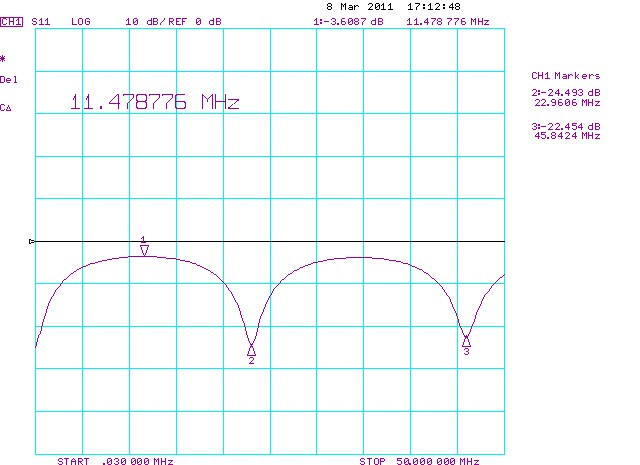 8 Mar 2011 17:12:48
CH1 S11 LOG 10 dB/REF 0 dB 1:-3.6087 dB 11.478 776 MHz
*
Del
CΔ
11.478776 MHz
CH1 Markers
2:-24.493 dB
22.9606 MHz
3:-22.454 dB
45.8424 MHz
1
2
3
START .030 000 MHz STOP 50.000 000 MHz